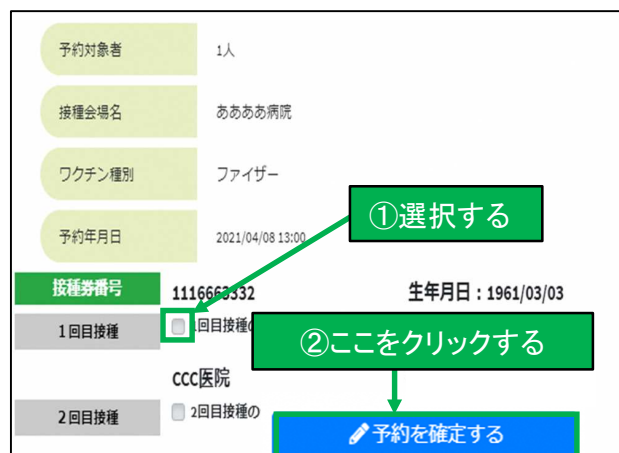 予約対象者 1人
接種会場名 ああああ病院
ワクチン種別 ファイザー
①選択する
予約年月日 2021/04/08 13:00
接種券番号 1116663332 生年月日：1961/03/03
1回目接種 1回目接種の
②ここをクリックする
CCC医院
2回目接種 2回目接種の
予約を確定する